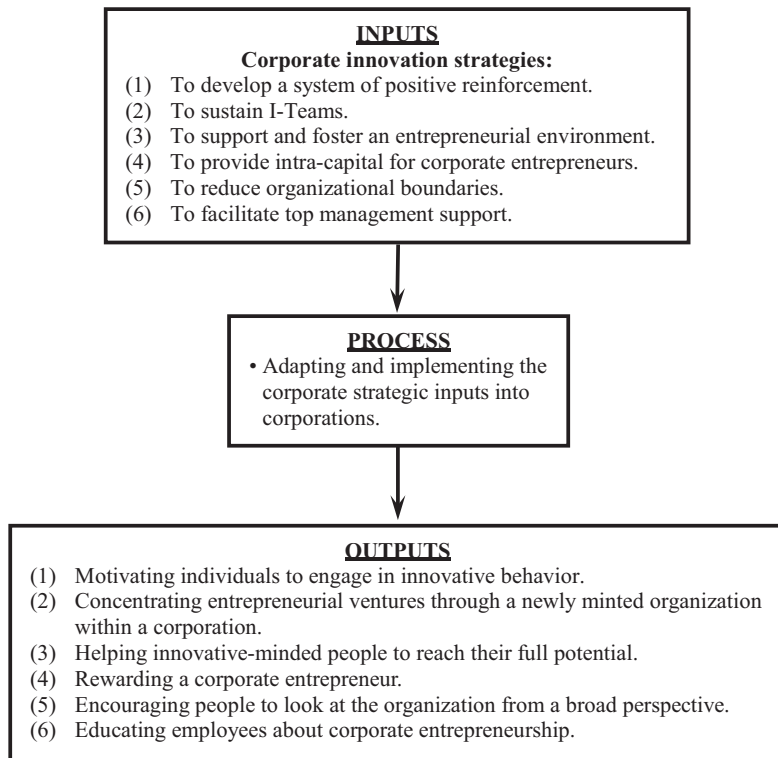 INPUTS
Corporate innovation strategies:
(1) To develop a system of positive reinforcement.
(2) To sustain I-Teams.
(3) To support and foster an entrepreneurial environment.
(4) To provide intra-capital for corporate entrepreneurs.
(5) To reduce organizational boundaries.
(6) To facilitate top management support.
PROCESS
• Adapting and implementing the
corporate strategic inputs into
corporations.
OUTPUTS
(1) Motivating individuals to engage in innovative behavior.
(2) Concentrating entrepreneurial ventures through a newly minted organization
within a corporation.
(3) Helping innovative-minded people to reach their full potential.
(4) Rewarding a corporate entrepreneur.
(5) Encouraging people to look at the organization from a broad perspective.
(6) Educating employees about corporate entrepreneurship.